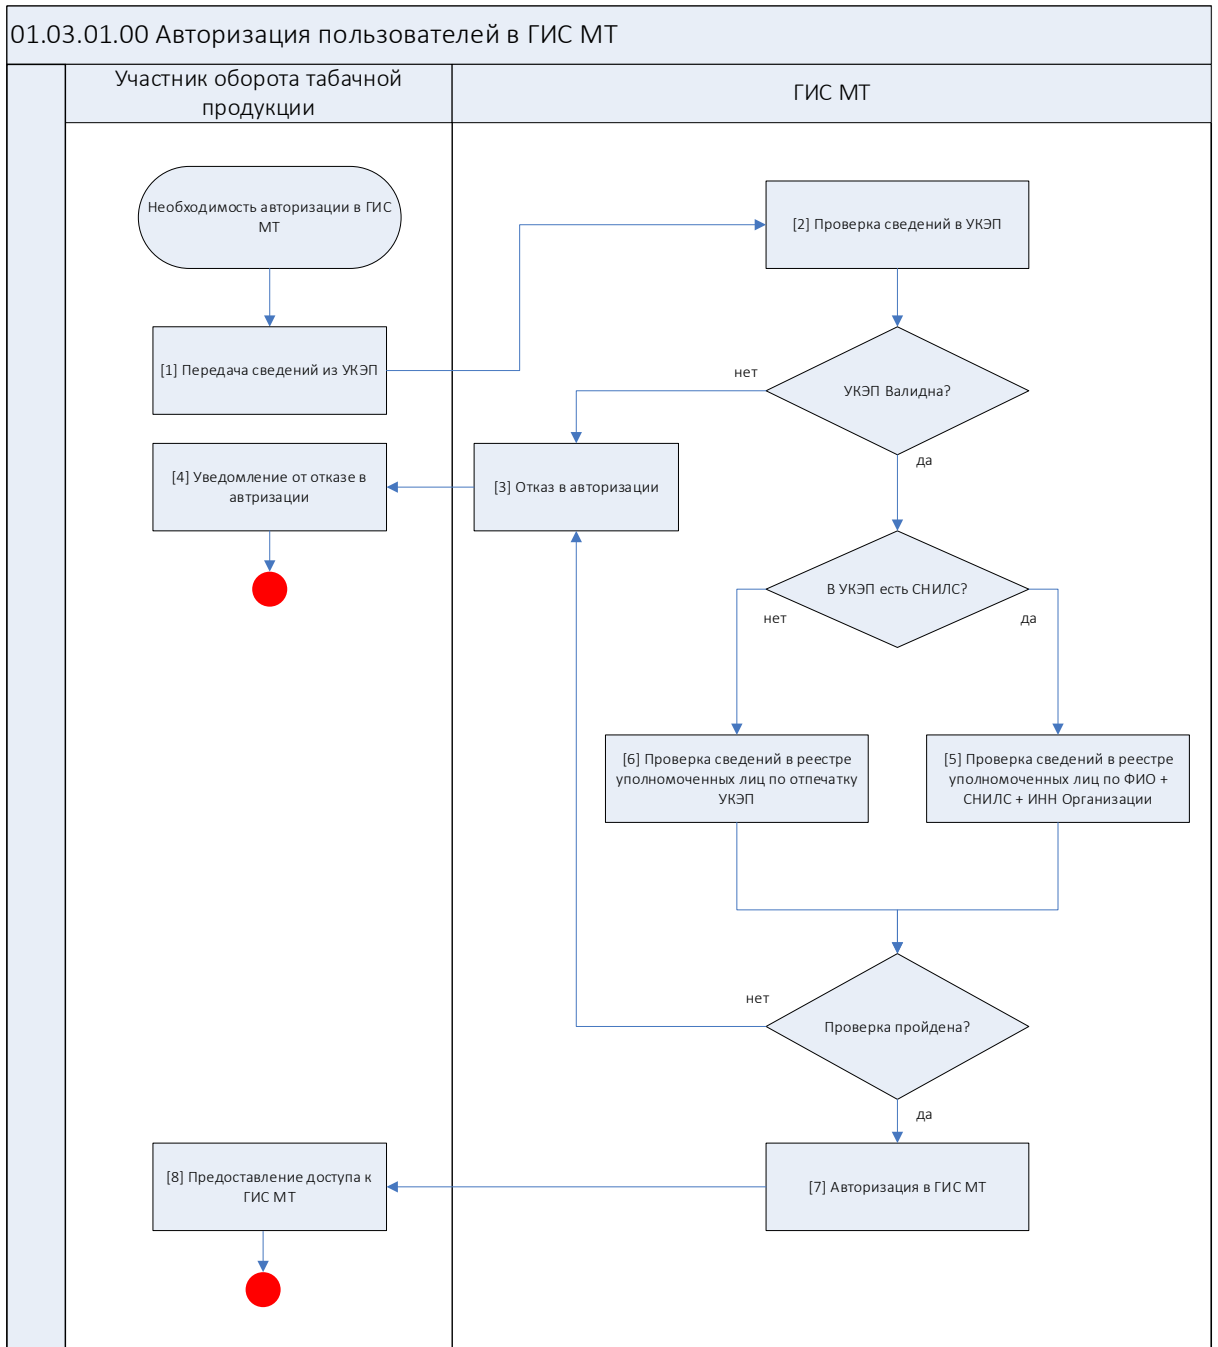 01.03.01.00 Авторизация пользователей в ГИС МТ
Участник оборота табачной
продукции
ГИС МТ
Необходимость авторизации в ГИС
МТ
[2] Проверка сведений в УКЭП
[1] Передача сведений из УКЭП
нет
УКЭП Валидна?
да
[4] Уведомление от отказе в
автризации
[3] Отказ в авторизации
В УКЭП есть СНИЛС?
нет
да
[6] Проверка сведений в реестре
уполномоченных лиц по отпечатку
УКЭП
[5] Проверка сведений в реестре
уполномоченных лиц по ФИО +
СНИЛС + ИНН Организации
нет
Проверка пройдена?
да
[8] Предоставление доступа к
ГИС МТ
[7] Авторизация в ГИС МТ